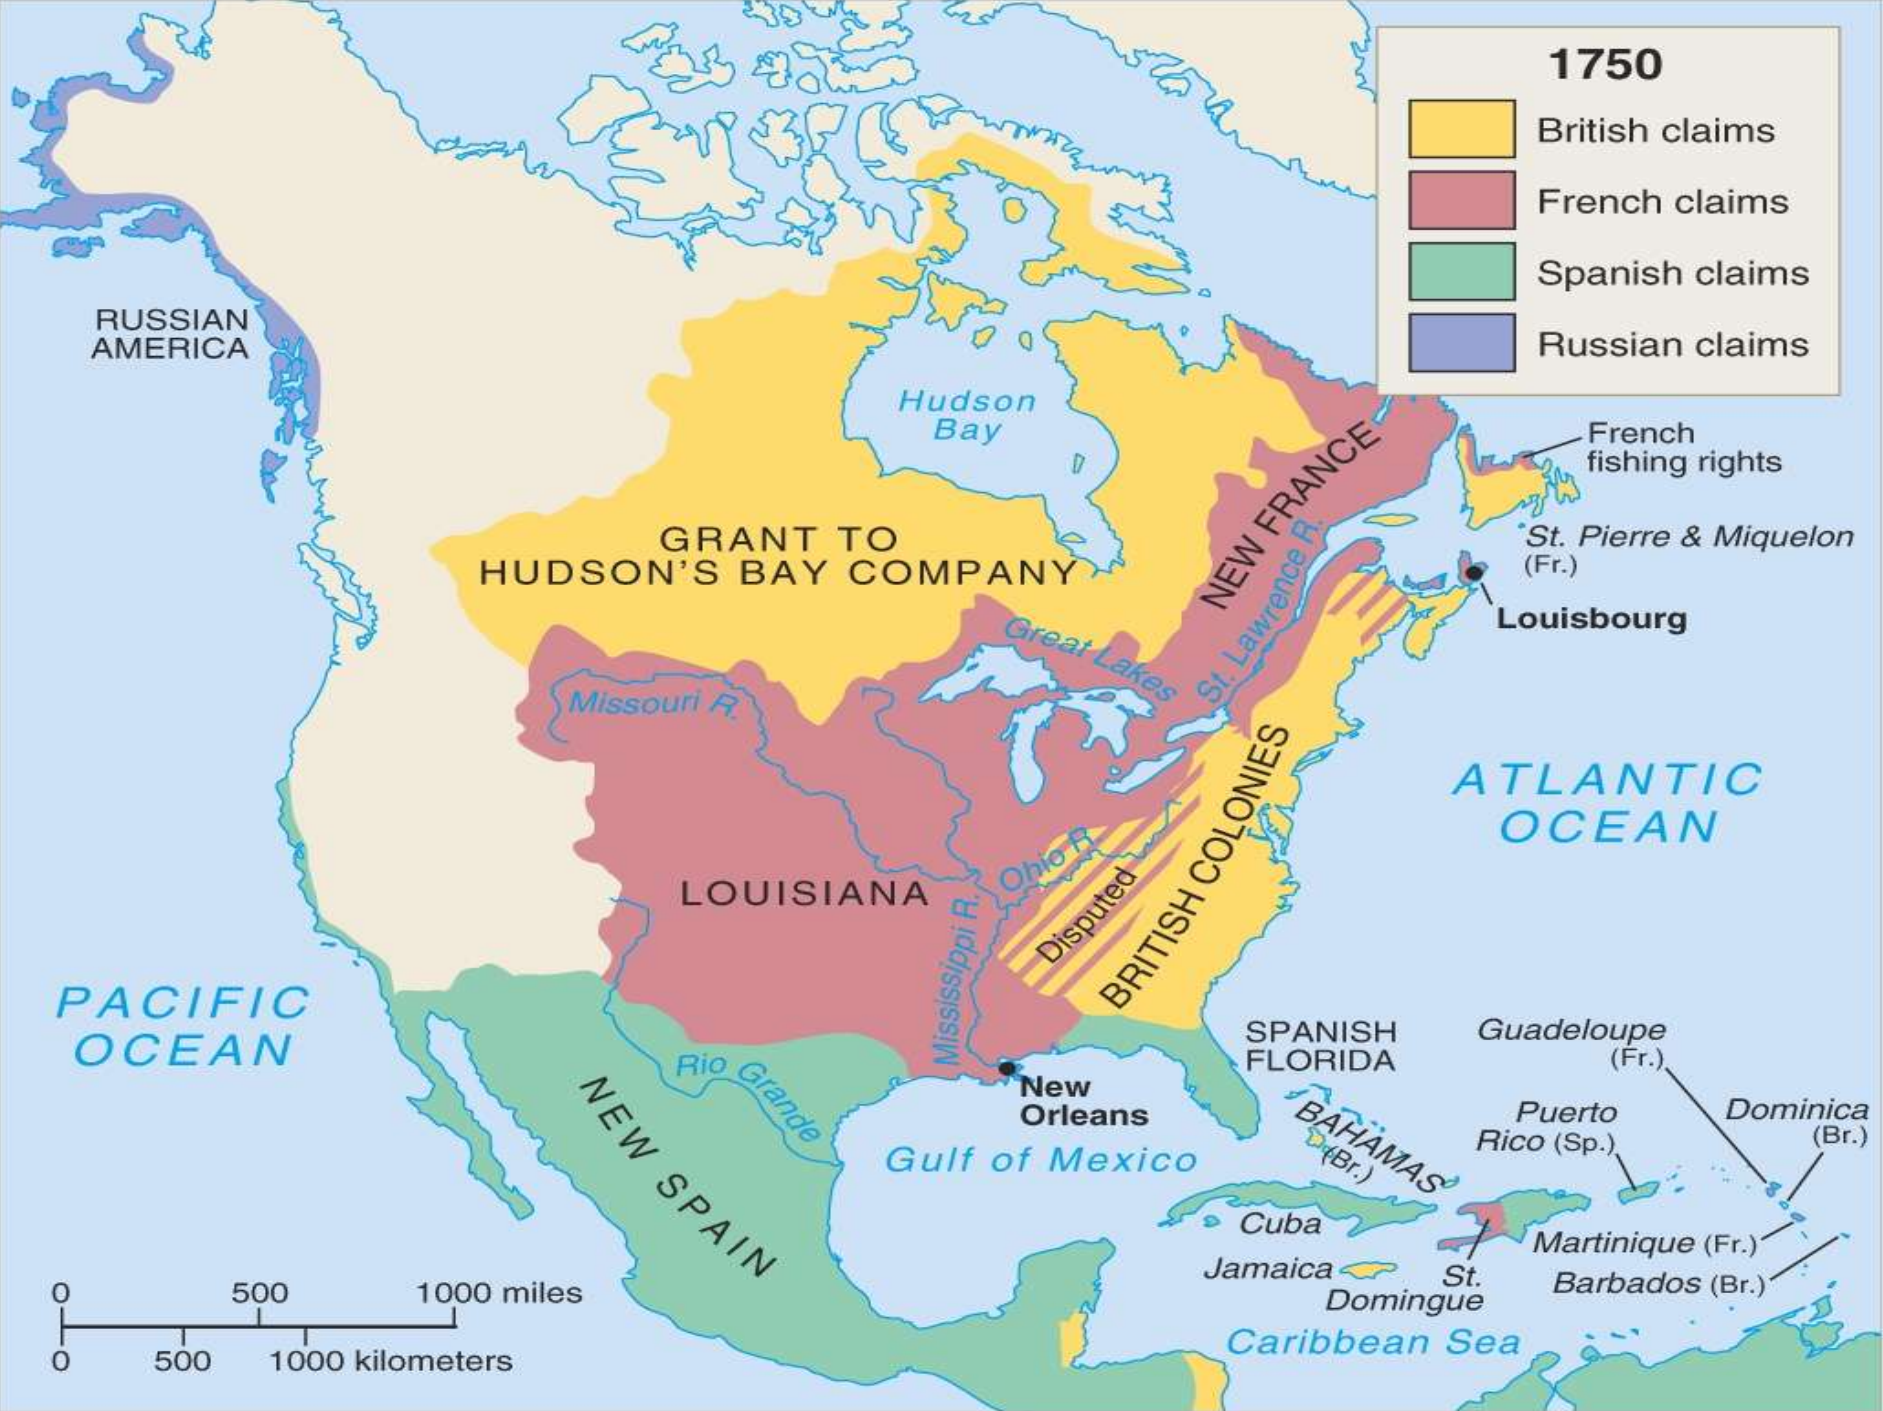 1750
British claims
French claims
Spanish claims
Russian claims
RUSSIAN
AMERICA
Hudson
Bay
French
fishing rights
GRANT TO
HUDSON'S BAY COMPANY
NEW FRANCE
St. Lawrence R.
St. Pierre & Miquelon
(Fr.)
Louisbourg
Great Lakes
Missouri R.
ATLANTIC
OCEAN
BRITISH COLONIES
Ohio R.
Disputed
LOUISIANA
Mississippi R.
PACIFIC
OCEAN
SPANISH
FLORIDA
Guadeloupe
(Fr.)
Rio Grande
New
Orleans
NEW SPAIN
Gulf of Mexico
BAHAMAS
(Br.)
Puerto
Rico (Sp.)
Dominica
(Br.)
Cuba
Jamaica
St.
Domingue
Martinique (Fr.)
Barbados (Br.)
Caribbean Sea
0 500 1000 miles
0 500 1000 kilometers